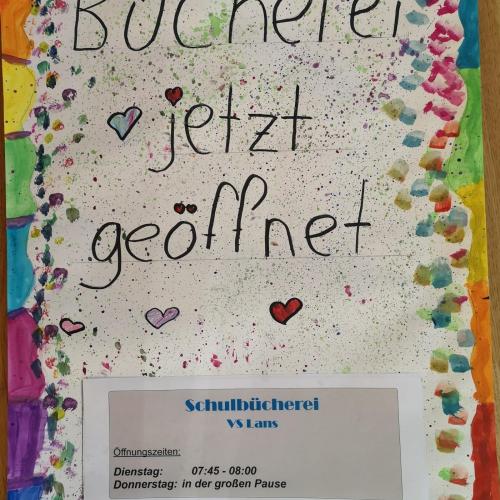 Bücherei
jetzt
geöffnet
Schulbücherei
VS Lans
Öffnungszeiten:
Dienstag: 07:45 - 08:00
Donnerstag: in der großen Pause